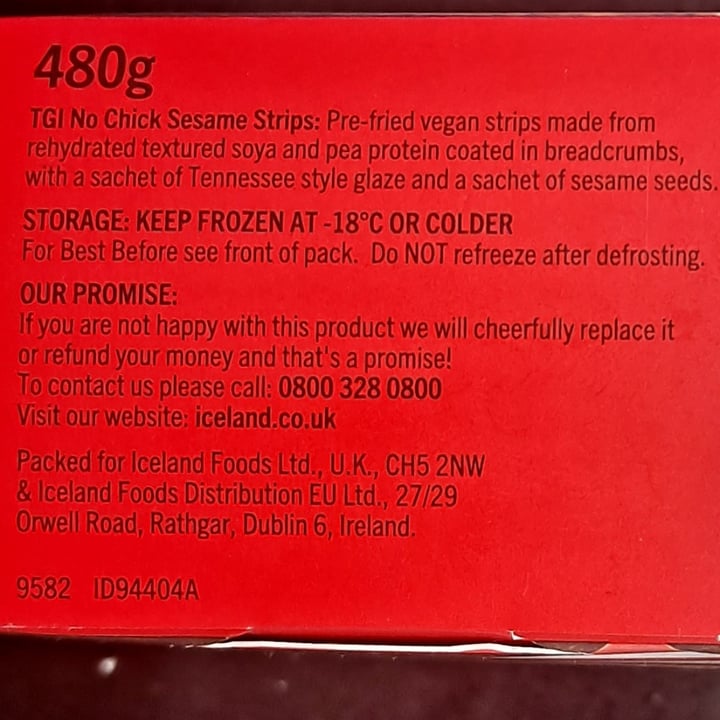 480g
TGI No Chick Sesame Strips: Pre-fried vegan strips made from
rehydrated textured soya and pea protein coated in breadcrumbs,
with a sachet of Tennessee style glaze and a sachet of sesame seeds.
STORAGE: KEEP FROZEN AT -18°C OR COLDER
For Best Before see front of pack. Do NOT refreeze after defrosting.
OUR PROMISE:
If you are not happy with this product we will cheerfully replace it
or refund your money and that's a promise!
To contact us please call: 0800 328 0800
Visit our website: iceland.co.uk
Packed for Iceland Foods Ltd., U.K., CH5 2NW
& Iceland Foods Distribution EU Ltd., 27/29
Orwell Road, Rathgar, Dublin 6, Ireland.
9582 ID94404A